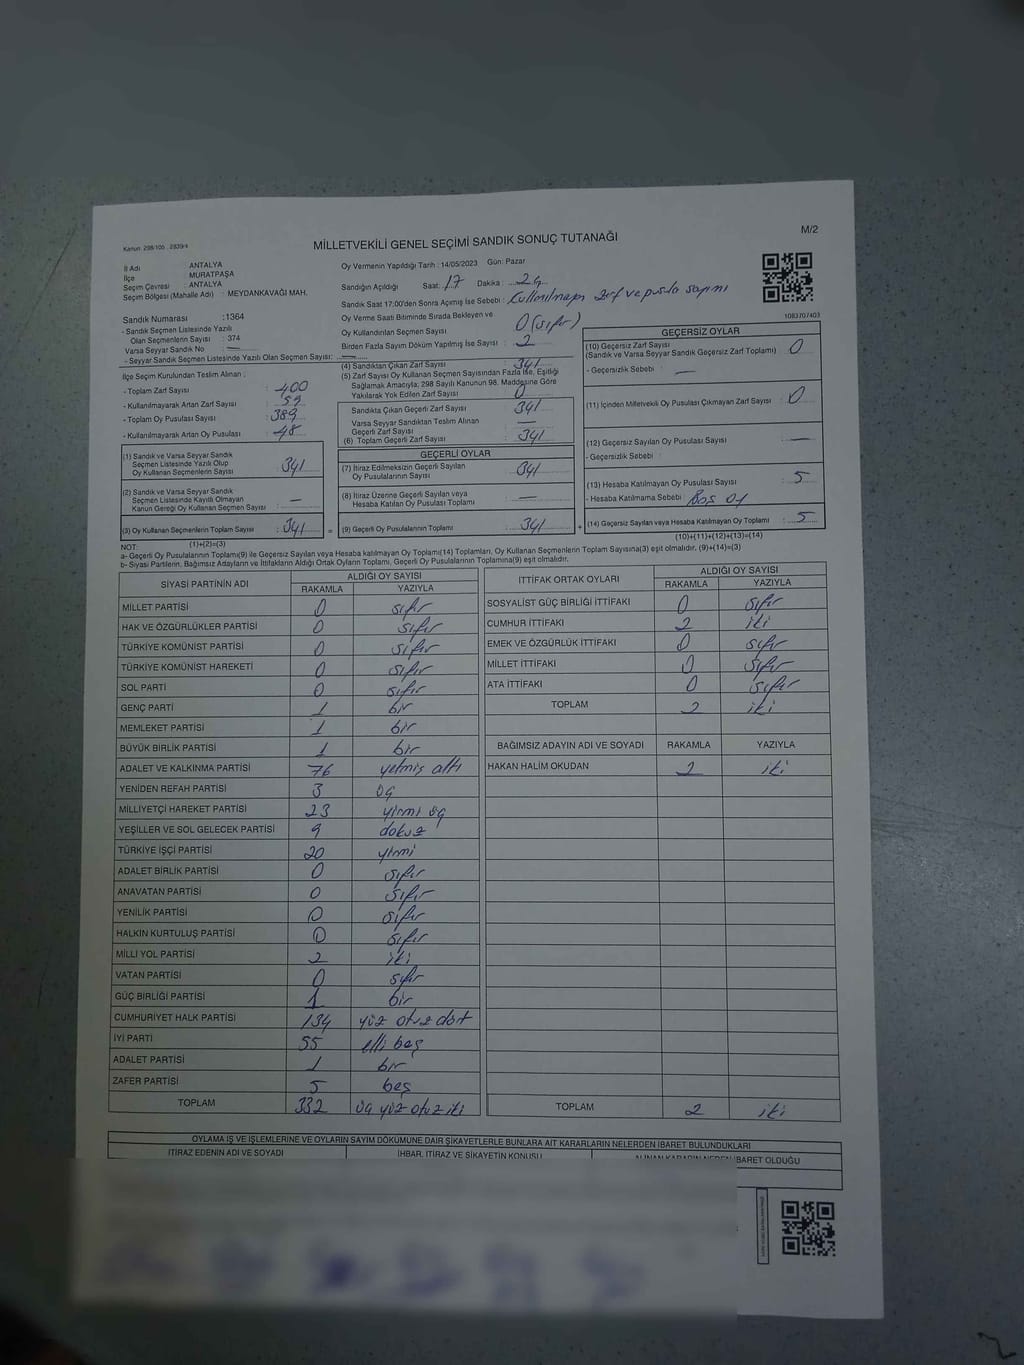 M/2
Kanun: 298/105 , 2839/4
MİLLETVEKİLİ GENEL SEÇİMİ SANDIK SONUÇ TUTANAĞI
İl Adı : ANTALYA
İlçe : MURATPAŞA
Seçim Çevresi : ANTALYA
Seçim Bölgesi (Mahalle Adı) : MEYDANKAVAĞI MAH.
Sandık Numarası : 1364
- Sandık Seçmen Listesinde Yazılı
Olan Seçmenlerin Sayısı : 374
Varsa Seyyar Sandık No : —
- Seyyar Sandık Seçmen Listesinde Yazılı Olan Seçmen Sayısı: —
Oy Vermenin Yapıldığı Tarih : 14/05/2023 Gün: Pazar
Sandığın Açıldığı Saat: 17 Dakika : 24
Sandık Saat 17:00'den Sonra Açılmış İse Sebebi : Kullanılmayan zarf ve pusula sayımı
Oy Verme Saati Bitiminde Sırada Bekleyen ve
Oy Kullandırılan Seçmen Sayısı 0 (sıfır)
Birden Fazla Sayım Döküm Yapılmış İse Sayısı : 2
1083707403
İlçe Seçim Kurulundan Teslim Alınan ;
- Toplam Zarf Sayısı : 400
- Kullanılmayarak Artan Zarf Sayısı : 59
- Toplam Oy Pusulası Sayısı : 389
- Kullanılmayarak Artan Oy Pusulası : 48
(1) Sandık ve Varsa Seyyar Sandık
Seçmen Listesinde Yazılı Olup
Oy Kullanan Seçmenlerin Sayısı : 341
(2) Sandık ve Varsa Seyyar Sandık
Seçmen Listesinde Kayıtlı Olmayan
Kanun Gereği Oy Kullanan Seçmen Sayısı : —
(3) Oy Kullanan Seçmenlerin Toplam Sayısı : 341 =
(1)+(2)=(3)
(4) Sandıktan Çıkan Zarf Sayısı : 341
(5) Zarf Sayısı Oy Kullanan Seçmen Sayısından Fazla İse, Eşitliği
Sağlamak Amacıyla; 298 Sayılı Kanunun 98. Maddesine Göre
Yakılarak Yok Edilen Zarf Sayısı : 0
Sandıkta Çıkan Geçerli Zarf Sayısı : 341
Varsa Seyyar Sandıktan Teslim Alınan
Geçerli Zarf Sayısı : —
(6) Toplam Geçerli Zarf Sayısı : 341
GEÇERLİ OYLAR
(7) İtiraz Edilmeksizin Geçerli Sayılan
Oy Pusulalarının Sayısı : 341
(8) İtiraz Üzerine Geçerli Sayılan veya
Hesaba Katılan Oy Pusulası Sayısı : —
(9) Geçerli Oy Pusulalarının Toplamı : 341 +
GEÇERSİZ OYLAR
(10) Geçersiz Zarf Sayısı
(Sandık ve Varsa Seyyar Sandık Geçersiz Zarf Toplamı) : 0
- Geçersizlik Sebebi : —
(11) İçinden Milletvekili Oy Pusulası Çıkmayan Zarf Sayısı : 0
(12) Geçersiz Sayılan Oy Pusulası Sayısı : —
- Geçersizlik Sebebi :
(13) Hesaba Katılmayan Oy Pusulası Sayısı : 5
- Hesaba Katılmama Sebebi : Boş oy
(14) Geçersiz Sayılan veya Hesaba Katılmayan Oy Toplamı : 5
(10)+(11)+(12)+(13)=(14)
NOT:
a- Geçerli Oy Pusulalarının Toplamı(9) ile Geçersiz Sayılan veya Hesaba katılmayan Oy Toplam(14) Toplamları, Oy Kullanan Seçmenlerin Toplam Sayısına(3) eşit olmalıdır. (9)+(14)=(3)
b- Siyasi Partilerin, Bağımsız Adayların ve İttifakların Aldığı Ortak Oyların Toplamı, Geçerli Oy Pusulalarının Toplamına(9) eşit olmalıdır.
SİYASİ PARTİNİN ADI ALDIĞI OY SAYISI
RAKAMLA YAZIYLA
MİLLET PARTİSİ 0 sıfır
HAK VE ÖZGÜRLÜKLER PARTİSİ 0 sıfır
TÜRKİYE KOMÜNİST PARTİSİ 0 sıfır
TÜRKİYE KOMÜNİST HAREKETİ 0 sıfır
SOL PARTİ 0 sıfır
GENÇ PARTİ 1 bir
MEMLEKET PARTİSİ 1 bir
BÜYÜK BİRLİK PARTİSİ 1 bir
ADALET VE KALKINMA PARTİSİ 76 yetmiş altı
YENİDEN REFAH PARTİSİ 3 üç
MİLLİYETÇİ HAREKET PARTİSİ 23 yirmi üç
YEŞİLLER VE SOL GELECEK PARTİSİ 9 dokuz
TÜRKİYE İŞÇİ PARTİSİ 20 yirmi
ADALET BİRLİK PARTİSİ 0 sıfır
ANAVATAN PARTİSİ 0 sıfır
YENİLİK PARTİSİ 0 sıfır
HALKIN KURTULUŞ PARTİSİ 0 sıfır
MİLLİ YOL PARTİSİ 2 iki
VATAN PARTİSİ 0 sıfır
GÜÇ BİRLİĞİ PARTİSİ 1 bir
CUMHURİYET HALK PARTİSİ 134 yüz otuz dört
İYİ PARTİ 55 elli beş
ADALET PARTİSİ 1 bir
ZAFER PARTİSİ 5 beş
TOPLAM 332 üç yüz otuz iki
İTTİFAK ORTAK OYLARI ALDIĞI OY SAYISI
RAKAMLA YAZIYLA
SOSYALİST GÜÇ BİRLİĞİ İTTİFAKI 0 sıfır
CUMHUR İTTİFAKI 2 iki
EMEK VE ÖZGÜRLÜK İTTİFAKI 0 sıfır
MİLLET İTTİFAKI 0 sıfır
ATA İTTİFAKI 0 sıfır
TOPLAM 2 iki
BAĞIMSIZ ADAYIN ADI VE SOYADI RAKAMLA YAZIYLA
HAKAN HALİM OKUDAN 2 iki
TOPLAM 2 iki
OYLAMA İŞ VE İŞLEMLERİNE VE OYLARIN SAYIM DÖKÜMÜNE DAİR ŞİKAYETLERLE BUNLARA AİT KARARLARIN NELERDEN İBARET BULUNDUKLARI
İTİRAZ EDENİN ADI VE SOYADI İHBAR, İTİRAZ VE ŞİKAYETİN KONUSU ALINAN KARARIN NEDEN İBARET OLDUĞU